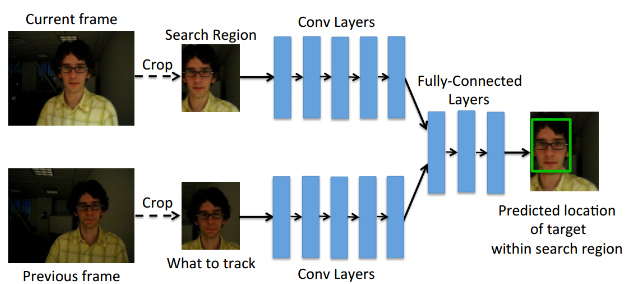 Current frame
Search Region
Conv Layers
Crop
Fully-Connected
Layers
Crop
Predicted location
of target
within search region
Previous frame
What to track
Conv Layers